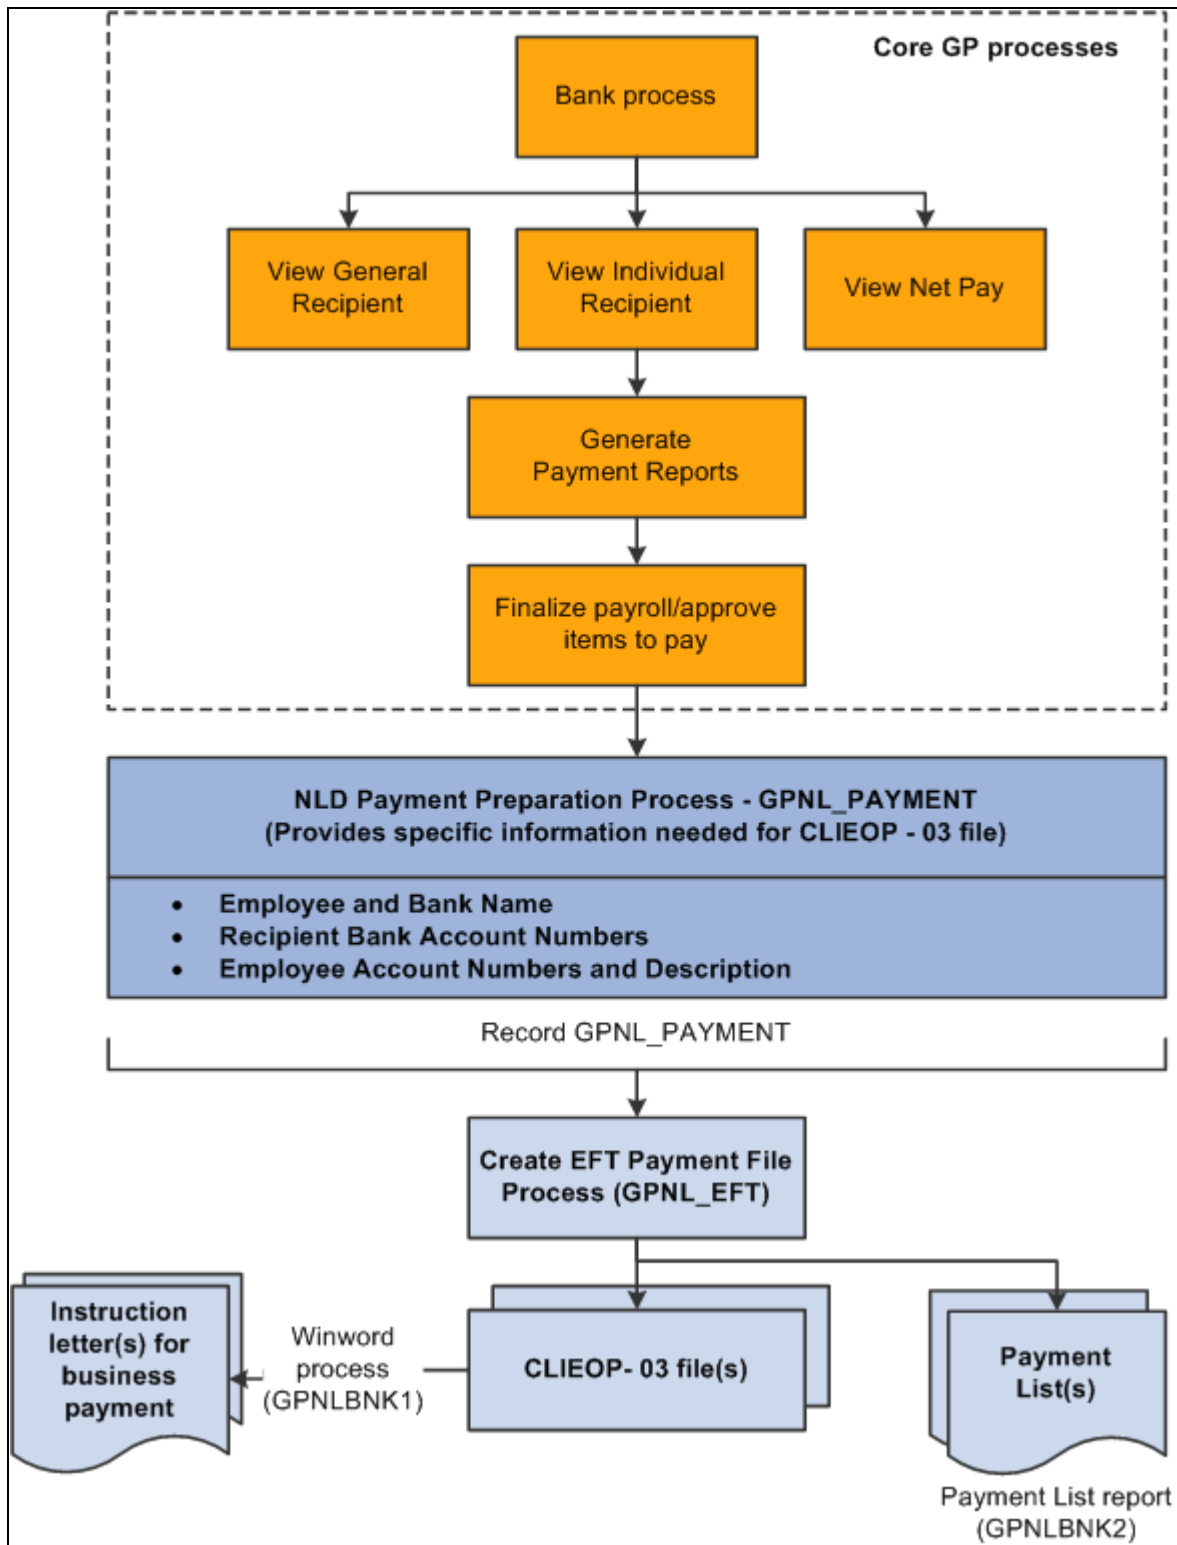 Core GP processes
Bank process
View General
Recipient
View Individual
Recipient
View Net Pay
Generate
Payment Reports
Finalize payroll/approve
items to pay
NLD Payment Preparation Process - GPNL_PAYMENT
(Provides specific information needed for CLIEOP - 03 file)
• Employee and Bank Name
• Recipient Bank Account Numbers
• Employee Account Numbers and Description
Record GPNL_PAYMENT
Create EFT Payment File
Process (GPNL_EFT)
Instruction
letter(s) for
business
payment
Winword
process
(GPNLBNK1)
CLIEOP- 03 file(s)
Payment
List(s)
Payment List report
(GPNLBNK2)